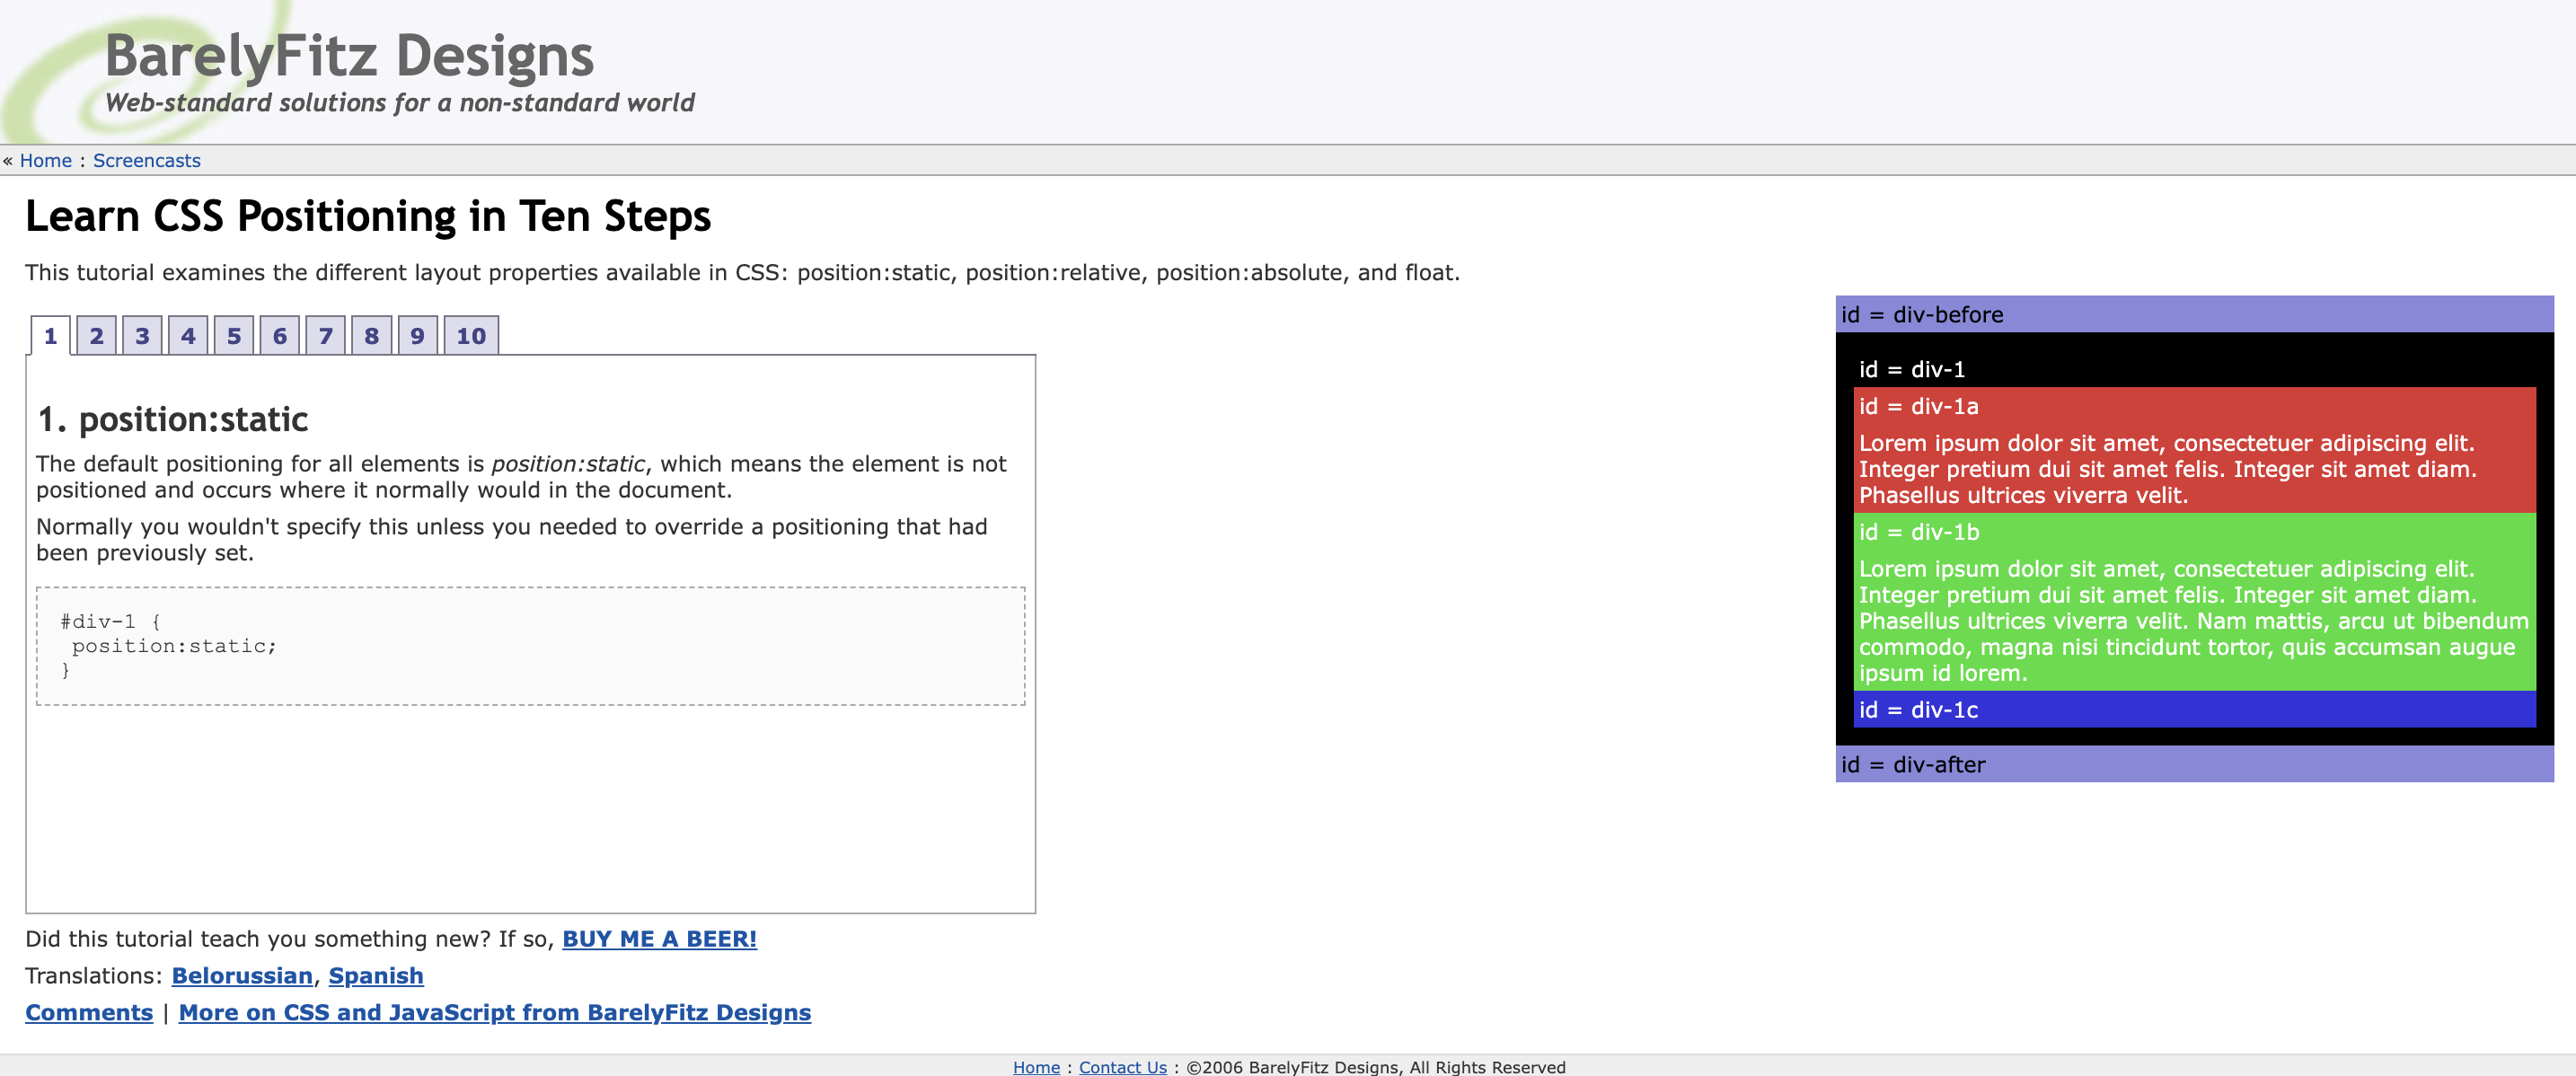 BarelyFitz Designs
Web-standard solutions for a non-standard world
« Home : Screencasts
Learn CSS Positioning in Ten Steps
This tutorial examines the different layout properties available in CSS: position:static, position:relative, position:absolute, and float.
1 2 3 4 5 6 7 8 9 10
1. position:static
The default positioning for all elements is position:static, which means the element is not
positioned and occurs where it normally would in the document.
Normally you wouldn't specify this unless you needed to override a positioning that had
been previously set.
#div-1 {
 position:static;
}
id = div-before
id = div-1
id = div-1a
Lorem ipsum dolor sit amet, consectetuer adipiscing elit.
Integer pretium dui sit amet felis. Integer sit amet diam.
Phasellus ultrices viverra velit.
id = div-1b
Lorem ipsum dolor sit amet, consectetuer adipiscing elit.
Integer pretium dui sit amet felis. Integer sit amet diam.
Phasellus ultrices viverra velit. Nam mattis, arcu ut bibendum
commodo, magna nisi tincidunt tortor, quis accumsan augue
ipsum id lorem.
id = div-1c
id = div-after
Did this tutorial teach you something new? If so, BUY ME A BEER!
Translations: Belorussian, Spanish
Comments | More on CSS and JavaScript from BarelyFitz Designs
Home : Contact Us : ©2006 BarelyFitz Designs, All Rights Reserved